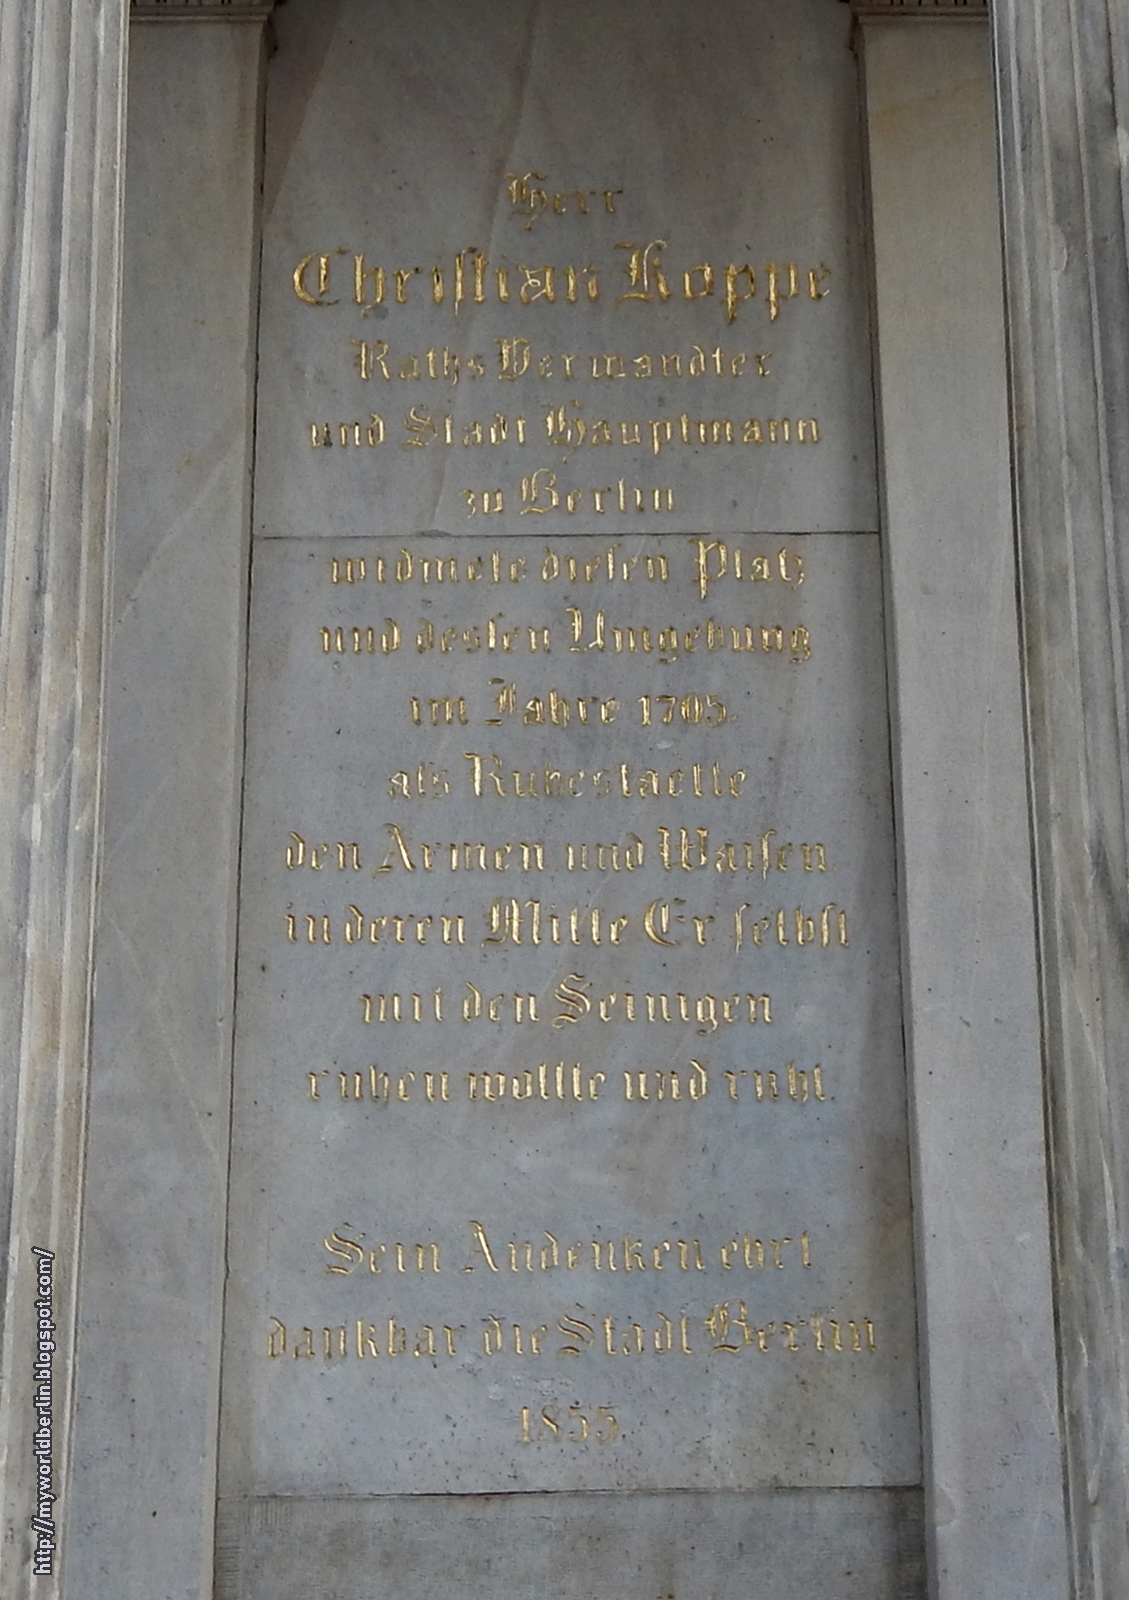 Herr
Christian Koppe
Raths Verwandter
und Stadt Hauptmann
zu Berlin
widmete diesen Platz
und dessen Umgebung
im Jahre 1705.
als Ruhestaette
den Armen und Waisen.
in deren Mitte Er selbst
mit den Seinigen
ruhen wollte und ruht.
Sein Andenken ehrt
dankbar die Stadt Berlin
1855.
http://myworldberlin.blogspot.com/